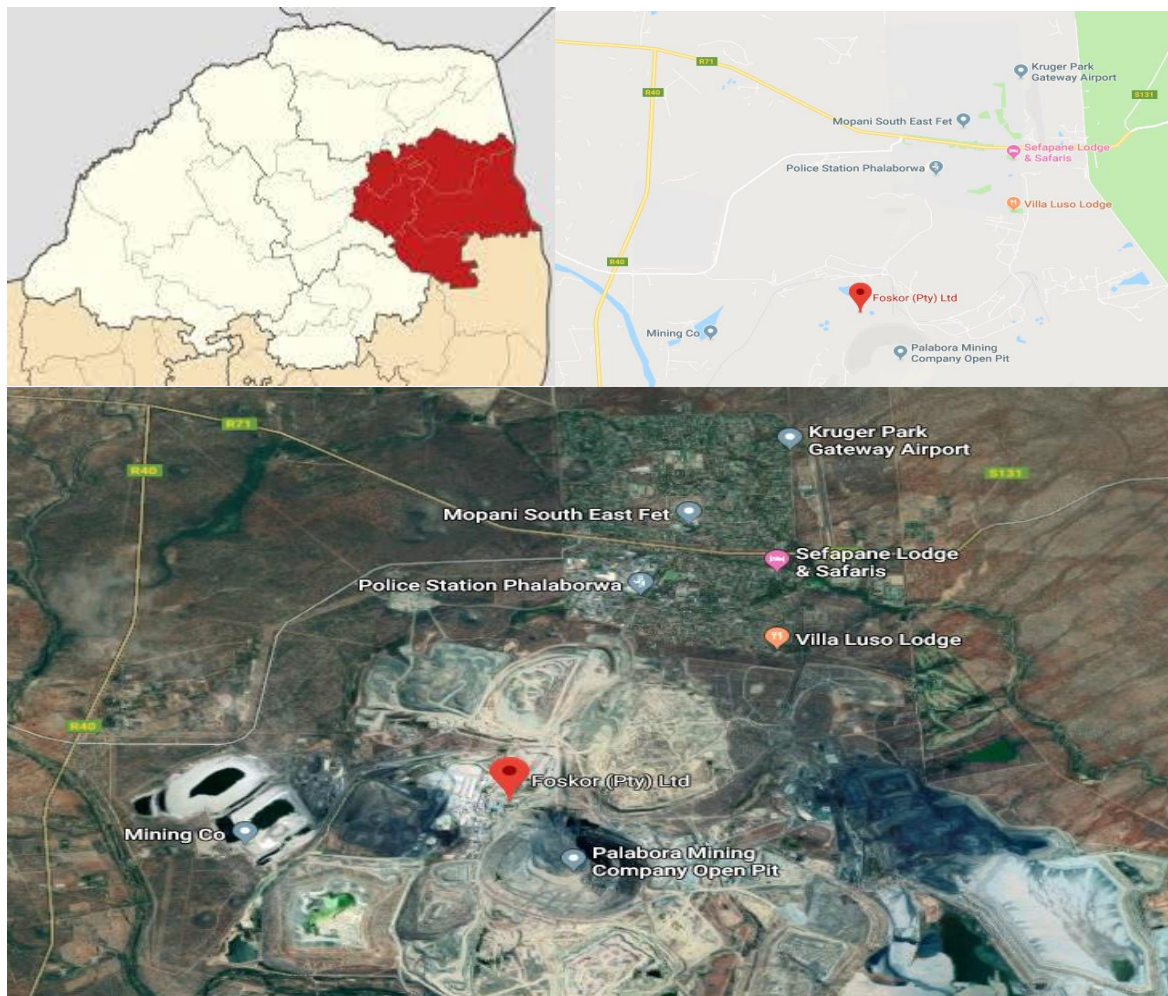 R71
Kruger Park
Gateway Airport
R40
S131
Mopani South East Fet
Sefapane Lodge
& Safaris
Police Station Phalaborwa
Villa Luso Lodge
R40
Foskor (Pty) Ltd
Mining Co
Palabora Mining
Company Open Pit
R71
Kruger Park
Gateway Airport
R40
S131
Mopani South East Fet
Sefapane Lodge
& Safaris
Police Station Phalaborwa
Villa Luso Lodge
R40
Foskor (Pty) Ltd
Mining Co
Palabora Mining
Company Open Pit